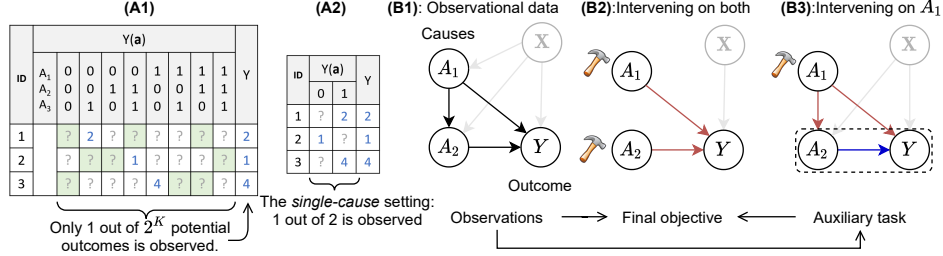 (A1)
Y(a)
ID
Y
A1 0 0 0 0 1 1 1 1
A2 0 0 1 1 0 0 1 1
A3 0 1 0 1 0 1 0 1
1 ? 2 ? ? ? ? ? ? 2
2 ? ? ? 1 ? ? ? ? 1
3 ? ? ? ? 4 ? ? ? 4
Only 1 out of 2^K potential
outcomes is observed.
(A2)
ID Y(a) Y
0 1
1 ? 2 2
2 1 ? 1
3 ? 4 4
The single-cause setting:
1 out of 2 is observed
(B1): Observational data
Causes
X
A1
A2
Y
Outcome
(B2):Intervening on both
X
A1
A2
Y
(B3):Intervening on A1
X
A1
A2
Y
Observations
Final objective
Auxiliary task